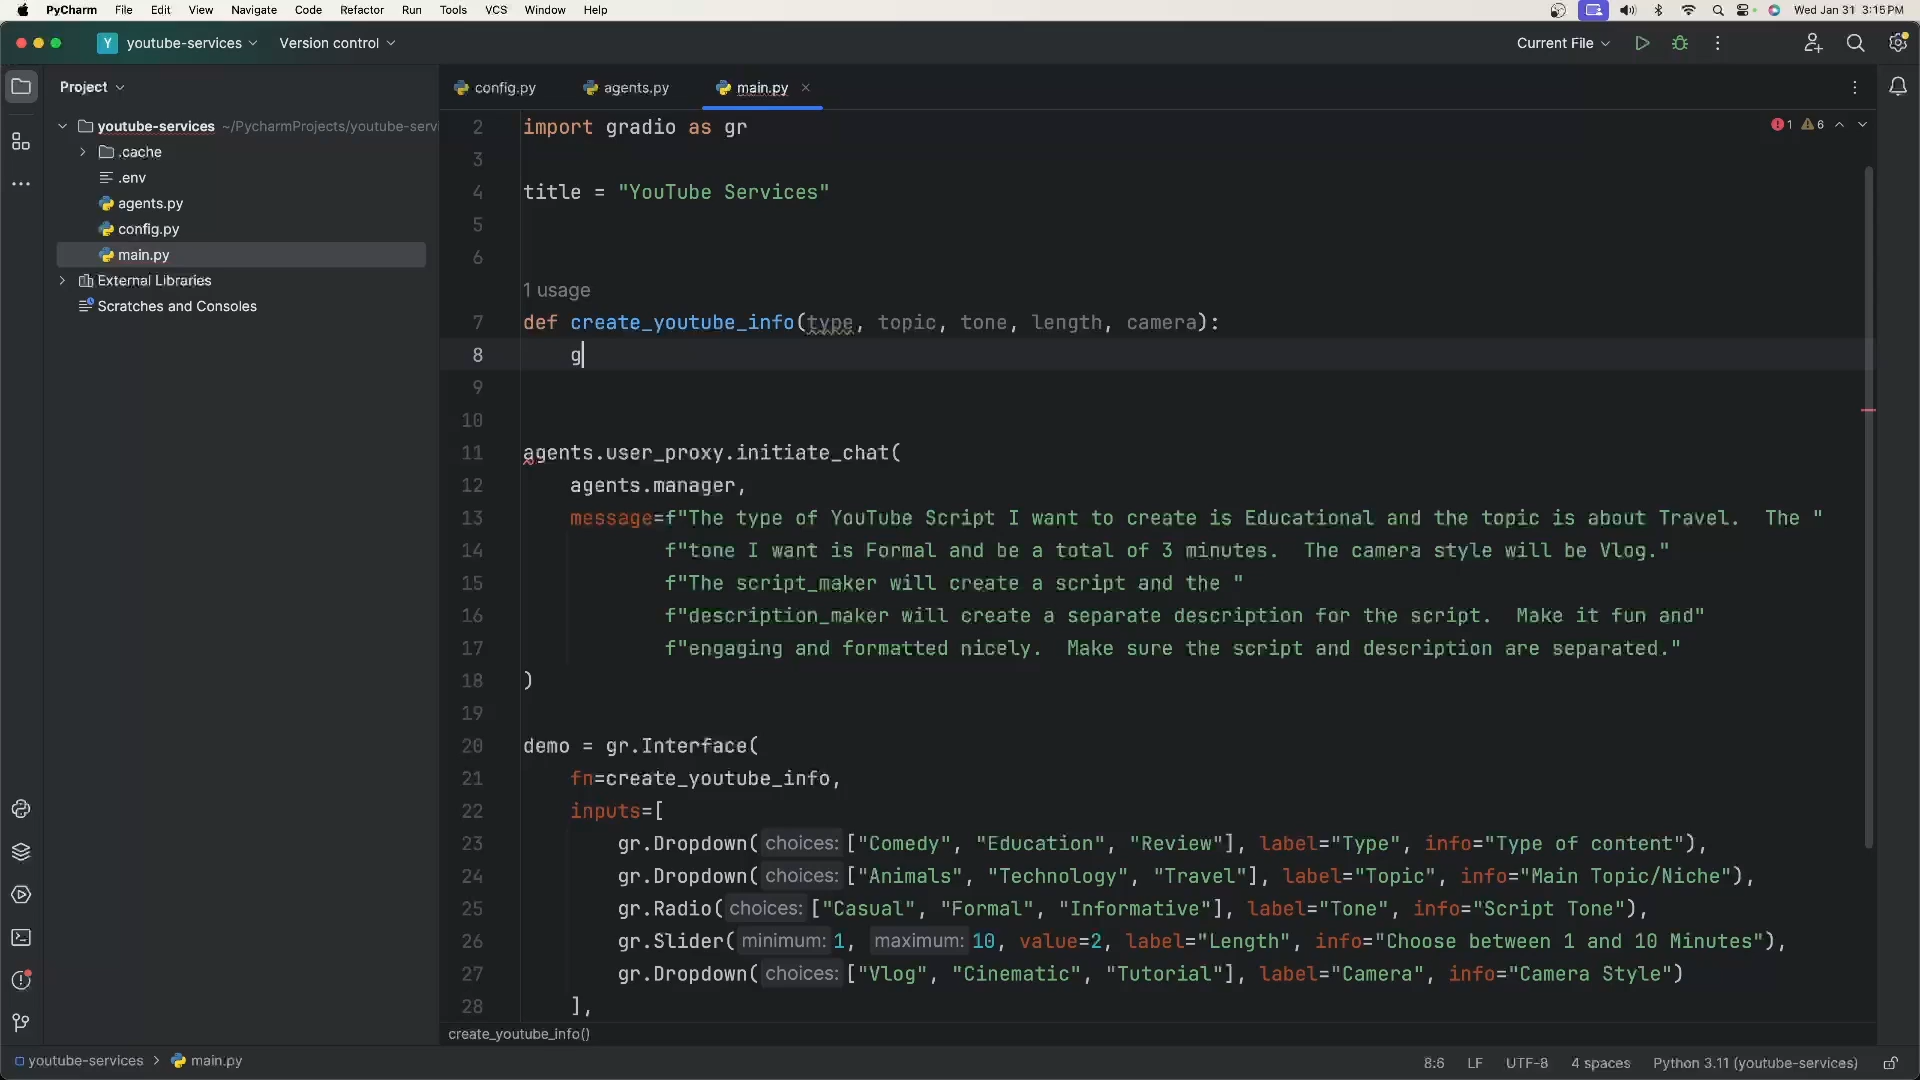 PyCharm File Edit View Navigate Code Refactor Run Tools VCS Window Help Wed Jan 31 3:15 PM
Y youtube-services Version control Current File
Project config.py agents.py main.py
youtube-services ~/PycharmProjects/youtube-servi
.cache
.env
agents.py
config.py
main.py
External Libraries
Scratches and Consoles
1 6
2 import gradio as gr
3
4 title = "YouTube Services"
5
6
1 usage
7 def create_youtube_info(type, topic, tone, length, camera):
8 g
9
10
11 agents.user_proxy.initiate_chat(
12 agents.manager,
13 message=f"The type of YouTube Script I want to create is Educational and the topic is about Travel.  The "
14 f"tone I want is Formal and be a total of 3 minutes.  The camera style will be Vlog."
15 f"The script_maker will create a script and the "
16 f"description_maker will create a separate description for the script.  Make it fun and"
17 f"engaging and formatted nicely.  Make sure the script and description are separated."
18 )
19
20 demo = gr.Interface(
21 fn=create_youtube_info,
22 inputs=[
23 gr.Dropdown( choices: ["Comedy", "Education", "Review"], label="Type", info="Type of content"),
24 gr.Dropdown( choices: ["Animals", "Technology", "Travel"], label="Topic", info="Main Topic/Niche"),
25 gr.Radio( choices: ["Casual", "Formal", "Informative"], label="Tone", info="Script Tone"),
26 gr.Slider( minimum: 1, maximum: 10, value=2, label="Length", info="Choose between 1 and 10 Minutes"),
27 gr.Dropdown( choices: ["Vlog", "Cinematic", "Tutorial"], label="Camera", info="Camera Style")
28 ],
create_youtube_info()
youtube-services > main.py 8:6 LF UTF-8 4 spaces Python 3.11 (youtube-services)